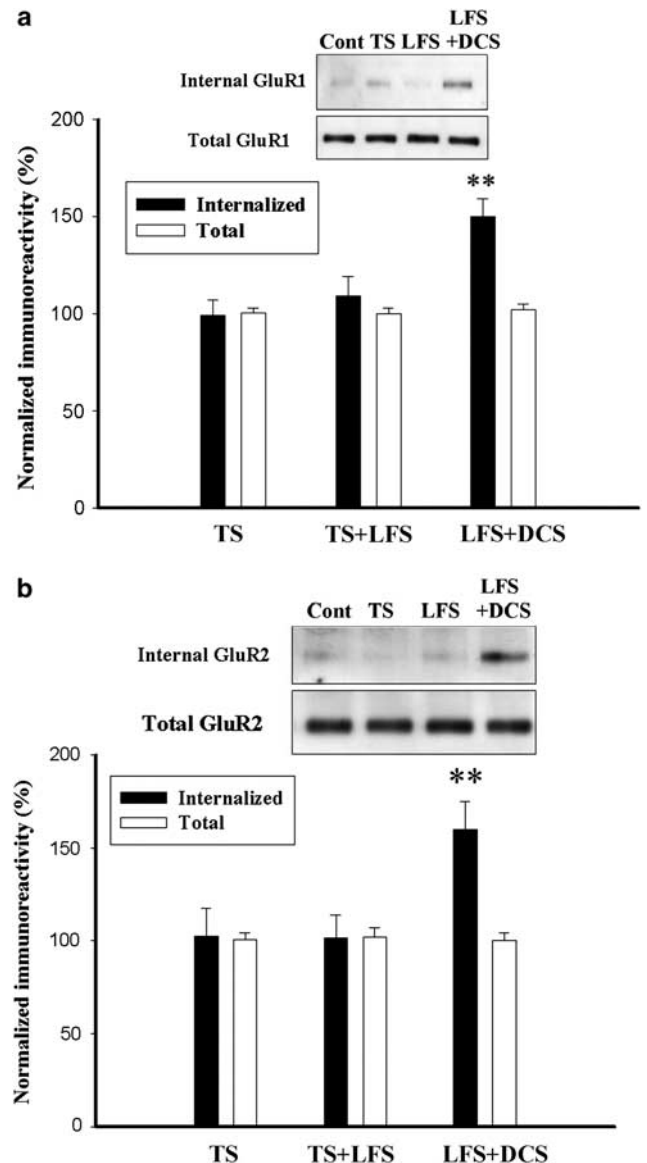 a
LFS
Cont TS LFS +DCS
Internal GluR1
Total GluR1
200
150
100
50
0
Normalized immunoreactivity (%)
Internalized
Total
**
TS TS+LFS LFS+DCS
b
LFS
Cont TS LFS +DCS
Internal GluR2
Total GluR2
200
150
100
50
0
Normalized immunoreactivity (%)
Internalized
Total
**
TS TS+LFS LFS+DCS